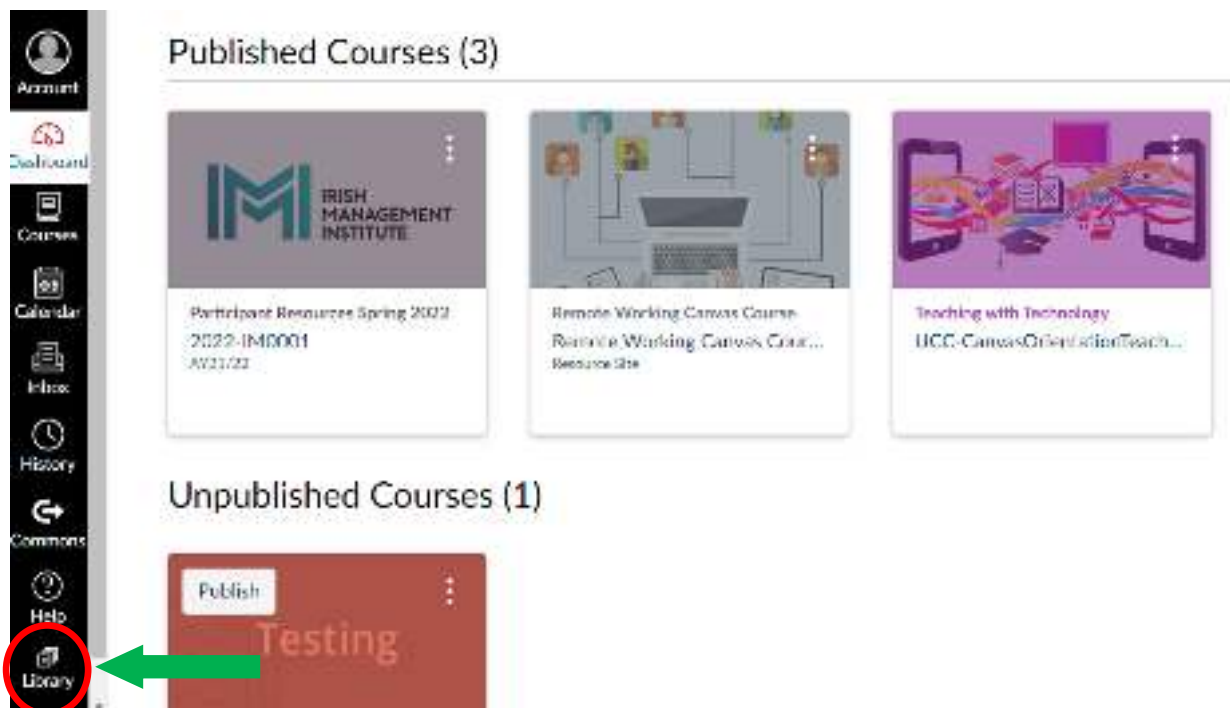 Account
Dashboard
Courses
Calendar
Inbox
History
Commons
Help
Library
Published Courses (3)
IMI
IRISH
MANAGEMENT
INSTITUTE
Participant Resources Spring 2022
2022-IM0001
AY21/22
Remote Working Canvas Course
Remote Working Canvas Cour...
Resource Site
Teaching with Technology
UCC-CanvasOrientationTeach...
Unpublished Courses (1)
Publish
Testing